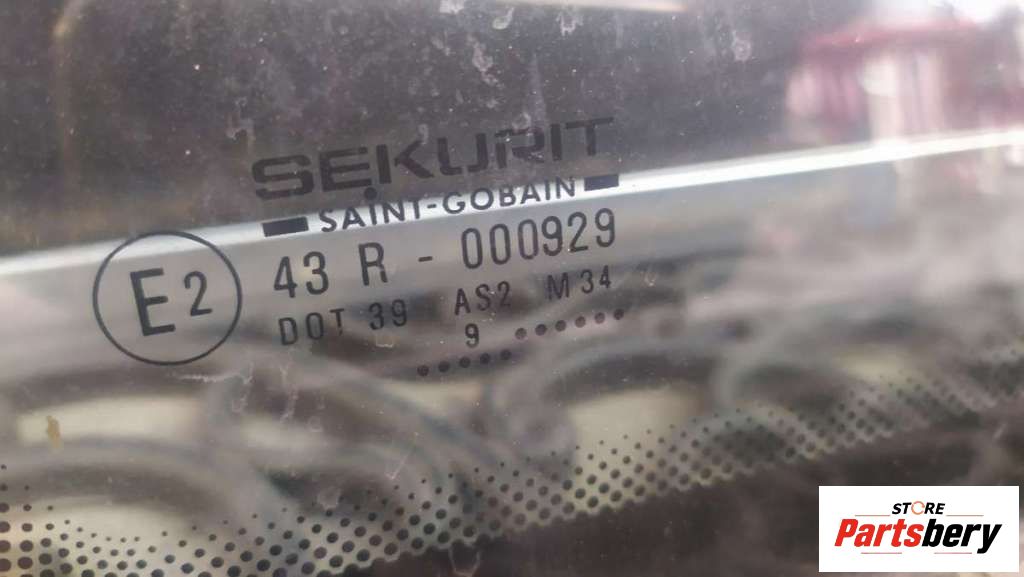 SEKURIT
SAINT-GOBAIN
E2
43 R - 000929
DOT 39 AS2 M34
9 ......
.....
STORE
Partsbery